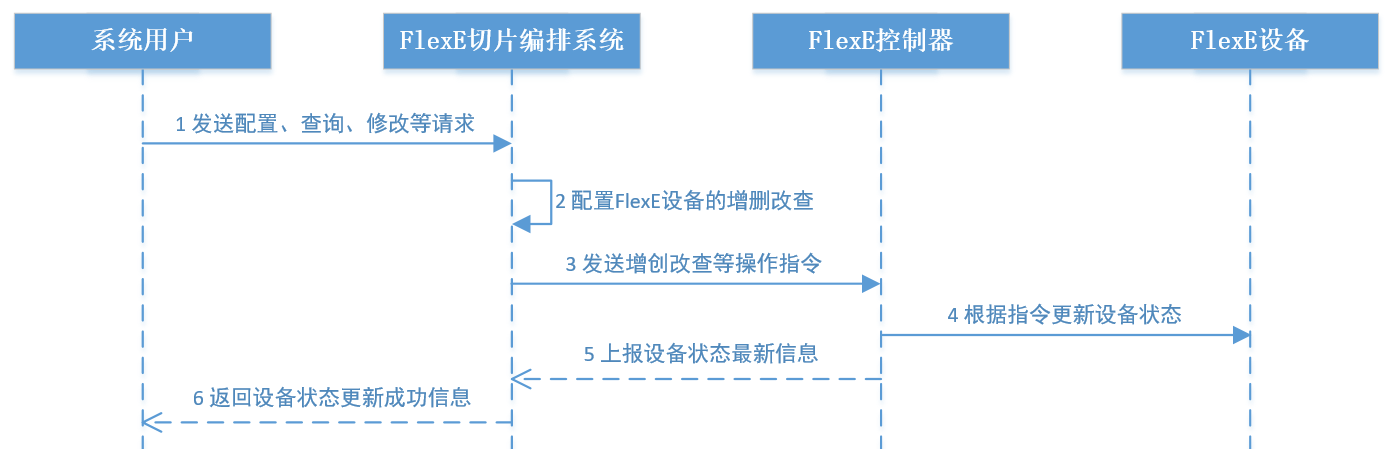 系统用户
FlexE切片编排系统
FlexE控制器
FlexE设备
1 发送配置、查询、修改等请求
2 配置FlexE设备的增删改查
3 发送增创改查等操作指令
4 根据指令更新设备状态
5 上报设备状态最新信息
6 返回设备状态更新成功信息